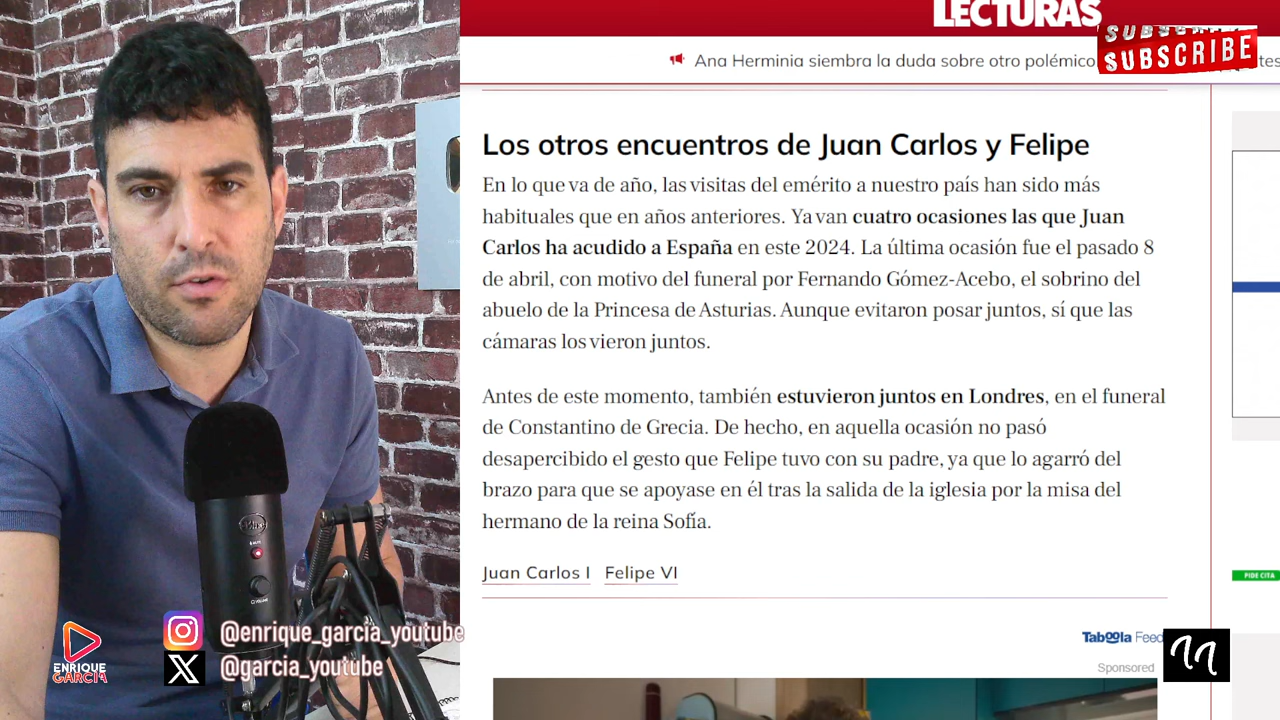 LECTURAS
SUBSCRIBE
SUBSCRIBE
Ana Herminia siembra la duda sobre otro polémico
Los otros encuentros de Juan Carlos y Felipe
En lo que va de año, las visitas del emérito a nuestro país han sido más
habituales que en años anteriores. Ya van cuatro ocasiones las que Juan
Carlos ha acudido a España en este 2024. La última ocasión fue el pasado 8
de abril, con motivo del funeral por Fernando Gómez-Acebo, el sobrino del
abuelo de la Princesa de Asturias. Aunque evitaron posar juntos, sí que las
cámaras los vieron juntos.
Antes de este momento, también estuvieron juntos en Londres, en el funeral
de Constantino de Grecia. De hecho, en aquella ocasión no pasó
desapercibido el gesto que Felipe tuvo con su padre, ya que lo agarró del
brazo para que se apoyase en él tras la salida de la iglesia por la misa del
hermano de la reina Sofía.
Juan Carlos I Felipe VI
PIDE CITA
Taboola Feed
Sponsored
@enrique_garcia_youtube
@garcia_youtube
ENRIQUE
GARCIA